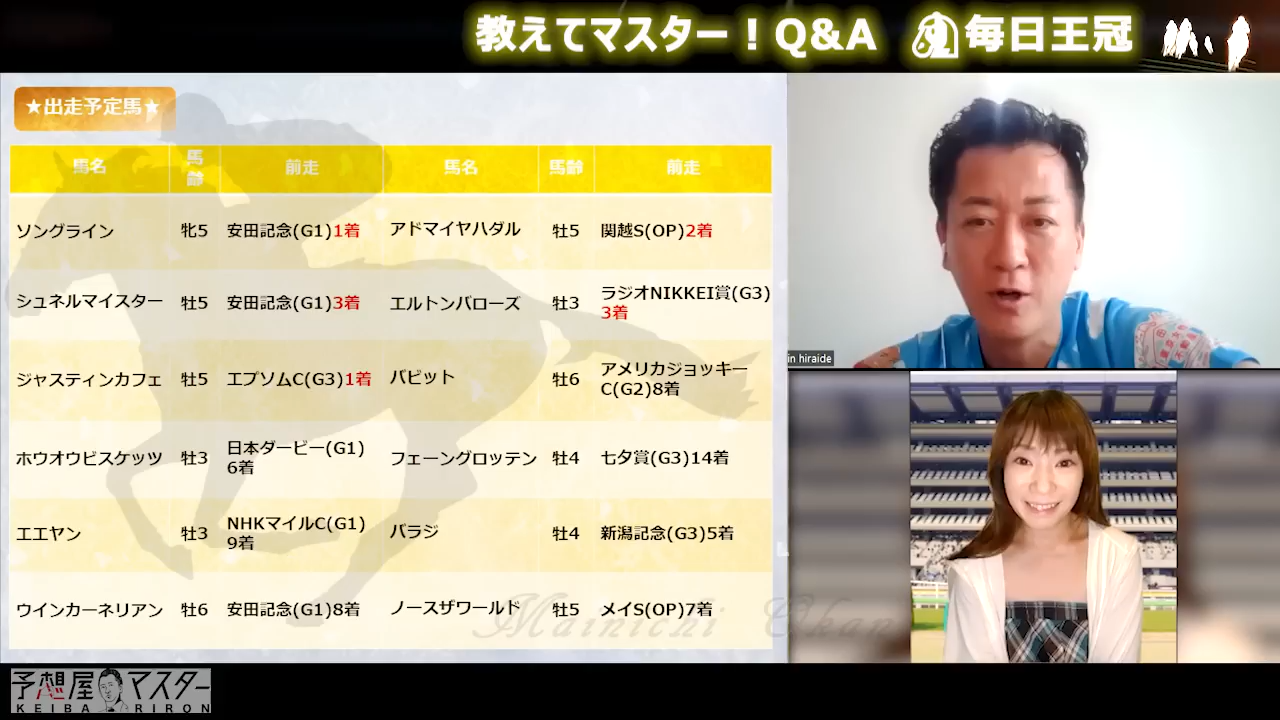 教えてマスター！Q&A 毎日王冠
★出走予定馬★
馬名 馬齢 前走 馬名 馬齢 前走
ソングライン 牝5 安田記念(G1)1着 アドマイヤハダル 牡5 関越S(OP)2着
シュネルマイスター 牡5 安田記念(G1)3着 エルトンバローズ 牡3 ラジオNIKKEI賞(G3)
3着
ジャスティンカフェ 牡5 エプソムC(G3)1着 バビット 牡6 アメリカジョッキー
C(G2)8着
ホウオウビスケッツ 牡3 日本ダービー(G1)
6着 フェーングロッテン 牡4 七夕賞(G3)14着
エエヤン 牡3 NHKマイルC(G1)
9着 バラジ 牡4 新潟記念(G3)5着
ウインカーネリアン 牡6 安田記念(G1)8着 ノースザワールド 牡5 メイS(OP)7着
Mainichi Okan
in hiraide
予想屋マスター
KEIBA RIRON